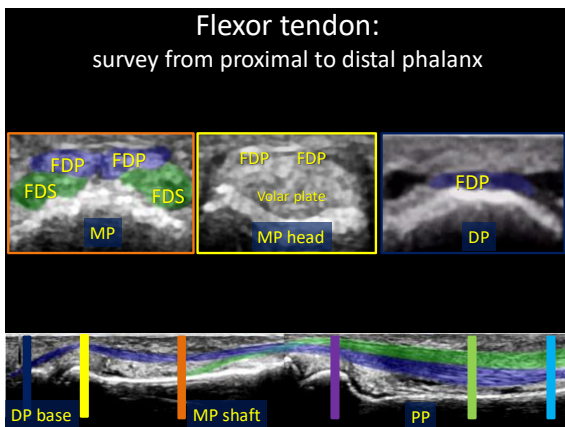 Flexor tendon:
survey from proximal to distal phalanx
FDP FDP
FDS FDS
MP
FDP FDP
Volar plate
MP head
FDP
DP
DP base
MP shaft
PP